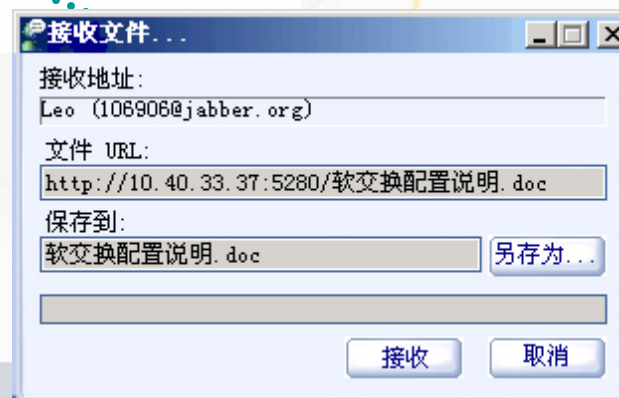 接收文件...
接收地址:
Leo (106906@jabber.org)
文件 URL:
http://10.40.33.37:5280/软交换配置说明.doc
保存到:
软交换配置说明.doc
另存为...
接收
取消